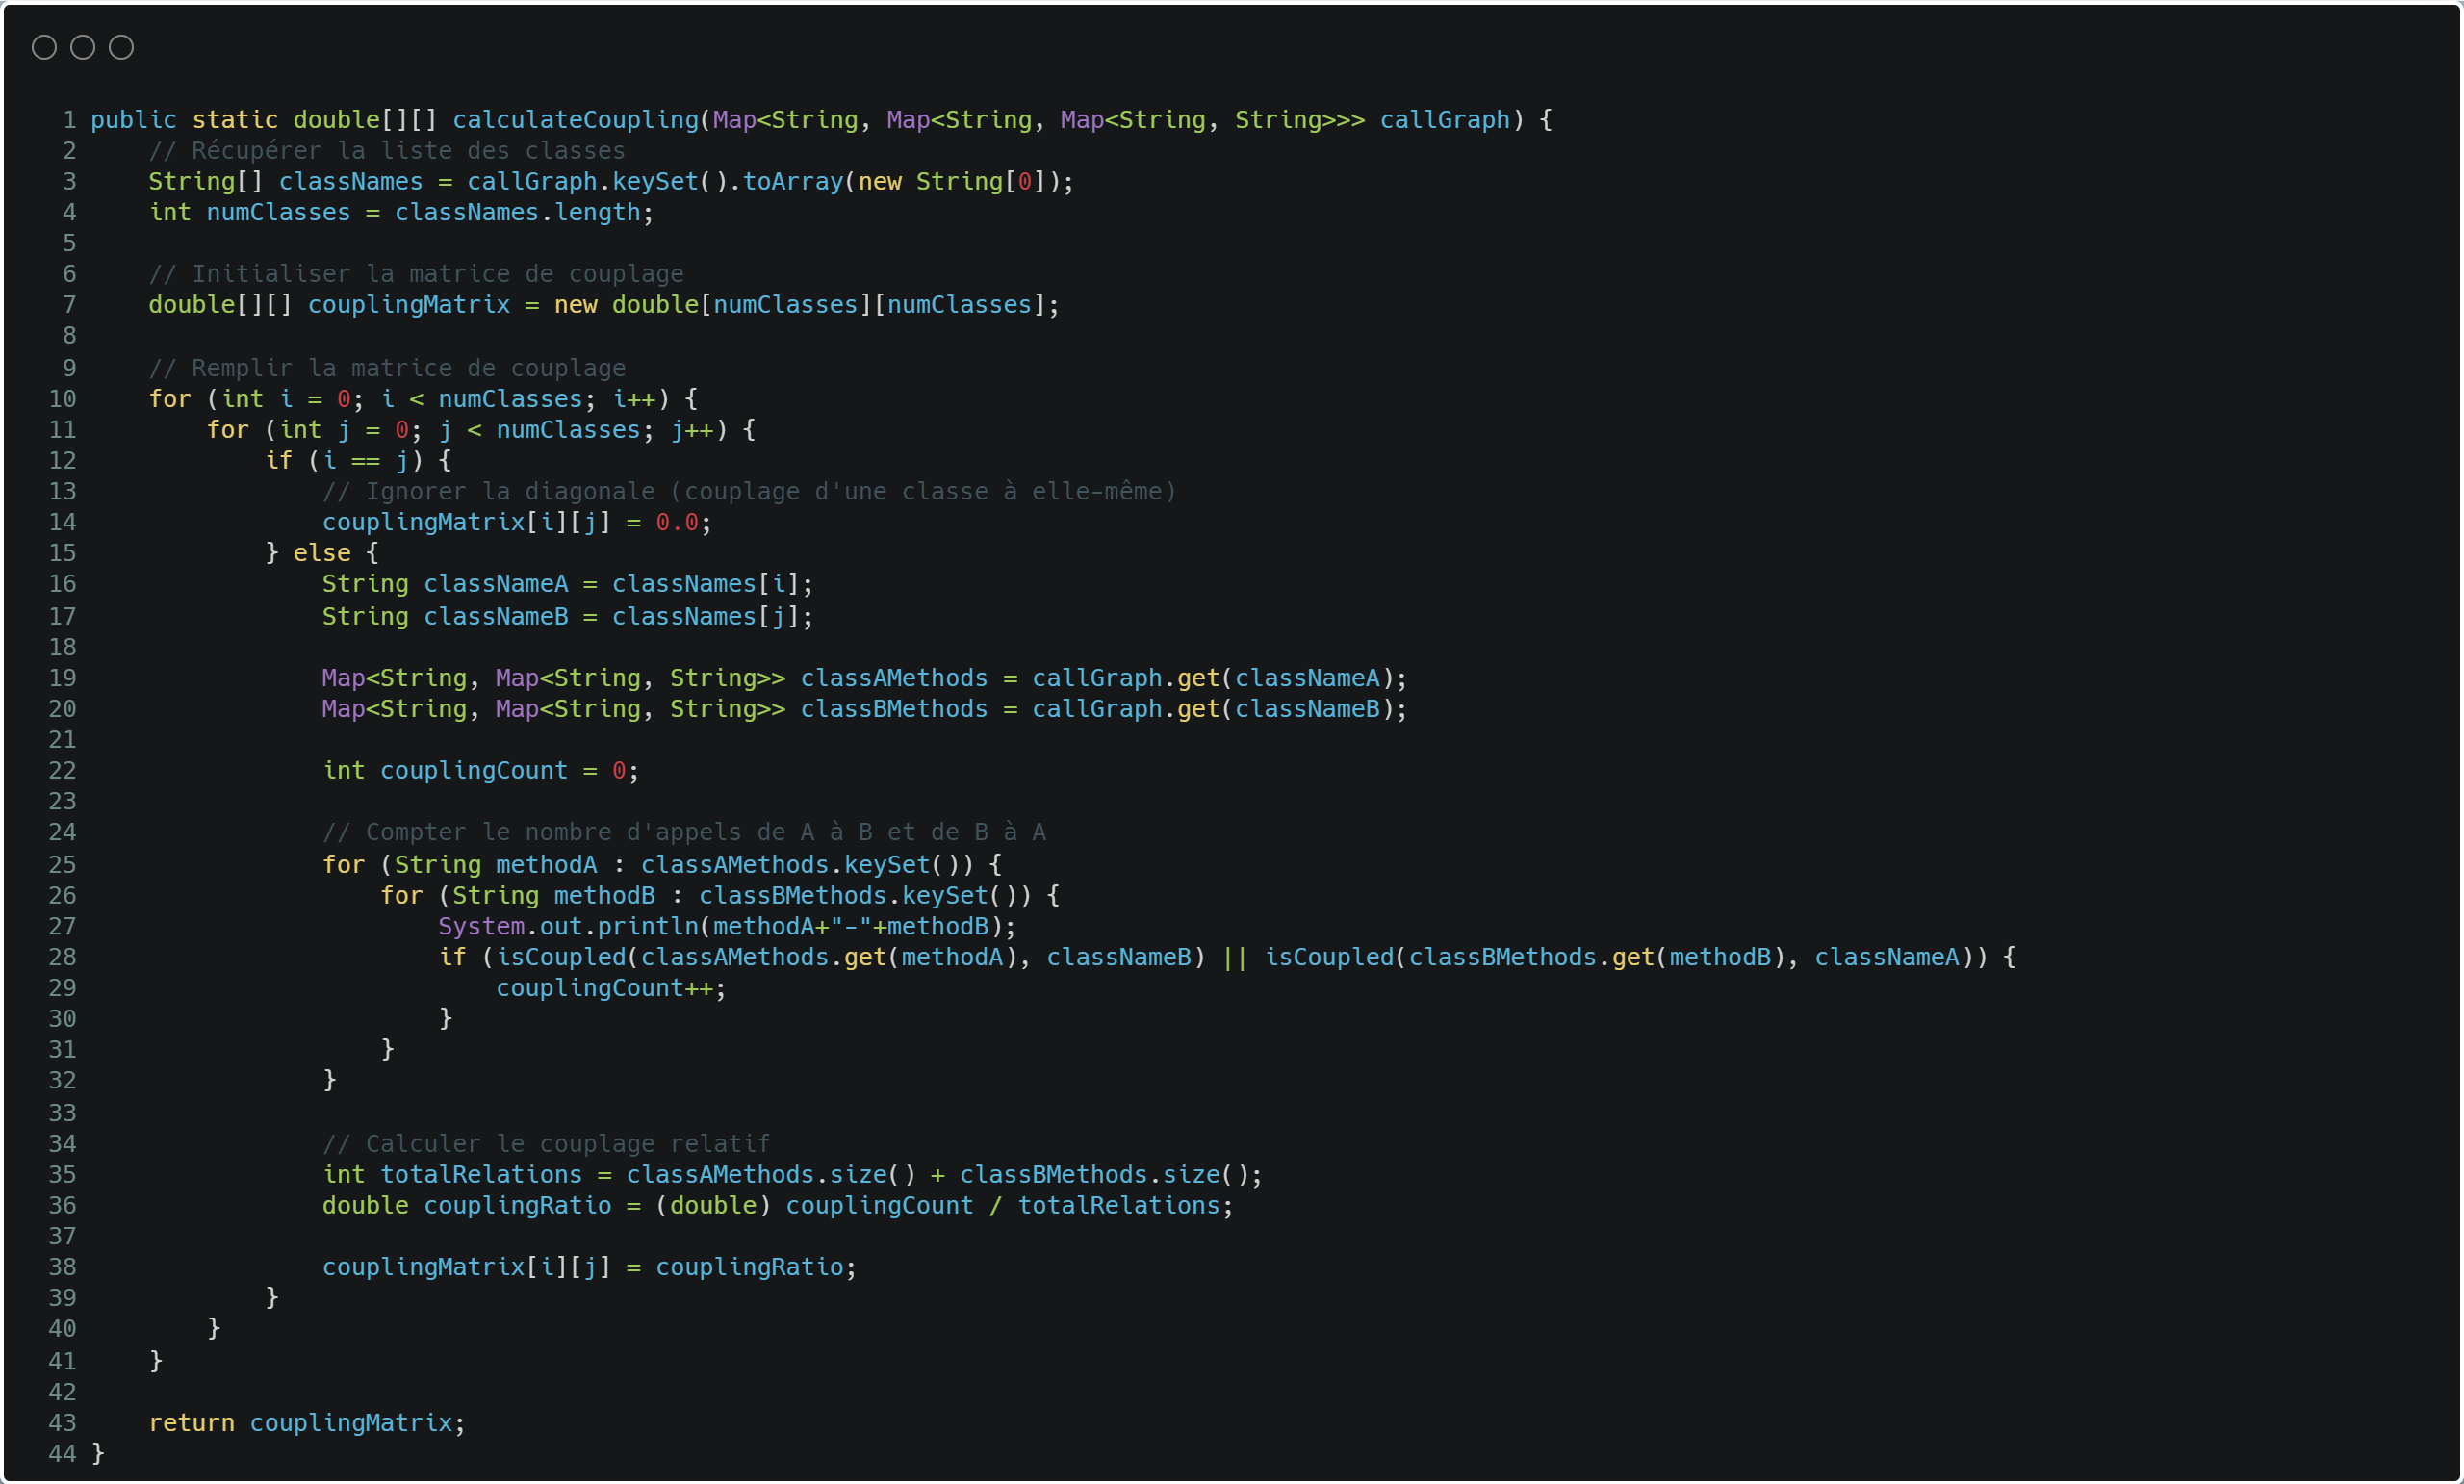 1 public static double[][] calculateCoupling(Map<String, Map<String, Map<String, String>>> callGraph) {
2     // Récupérer la liste des classes
3     String[] classNames = callGraph.keySet().toArray(new String[0]);
4     int numClasses = classNames.length;
5
6     // Initialiser la matrice de couplage
7     double[][] couplingMatrix = new double[numClasses][numClasses];
8
9     // Remplir la matrice de couplage
10     for (int i = 0; i < numClasses; i++) {
11         for (int j = 0; j < numClasses; j++) {
12             if (i == j) {
13                 // Ignorer la diagonale (couplage d'une classe à elle-même)
14                 couplingMatrix[i][j] = 0.0;
15             } else {
16                 String classNameA = classNames[i];
17                 String classNameB = classNames[j];
18
19                 Map<String, Map<String, String>> classAMethods = callGraph.get(classNameA);
20                 Map<String, Map<String, String>> classBMethods = callGraph.get(classNameB);
21
22                 int couplingCount = 0;
23
24                 // Compter le nombre d'appels de A à B et de B à A
25                 for (String methodA : classAMethods.keySet()) {
26                     for (String methodB : classBMethods.keySet()) {
27                         System.out.println(methodA+"-"+methodB);
28                         if (isCoupled(classAMethods.get(methodA), classNameB) || isCoupled(classBMethods.get(methodB), classNameA)) {
29                             couplingCount++;
30                         }
31                     }
32                 }
33
34                 // Calculer le couplage relatif
35                 int totalRelations = classAMethods.size() + classBMethods.size();
36                 double couplingRatio = (double) couplingCount / totalRelations;
37
38                 couplingMatrix[i][j] = couplingRatio;
39             }
40         }
41     }
42
43     return couplingMatrix;
44 }